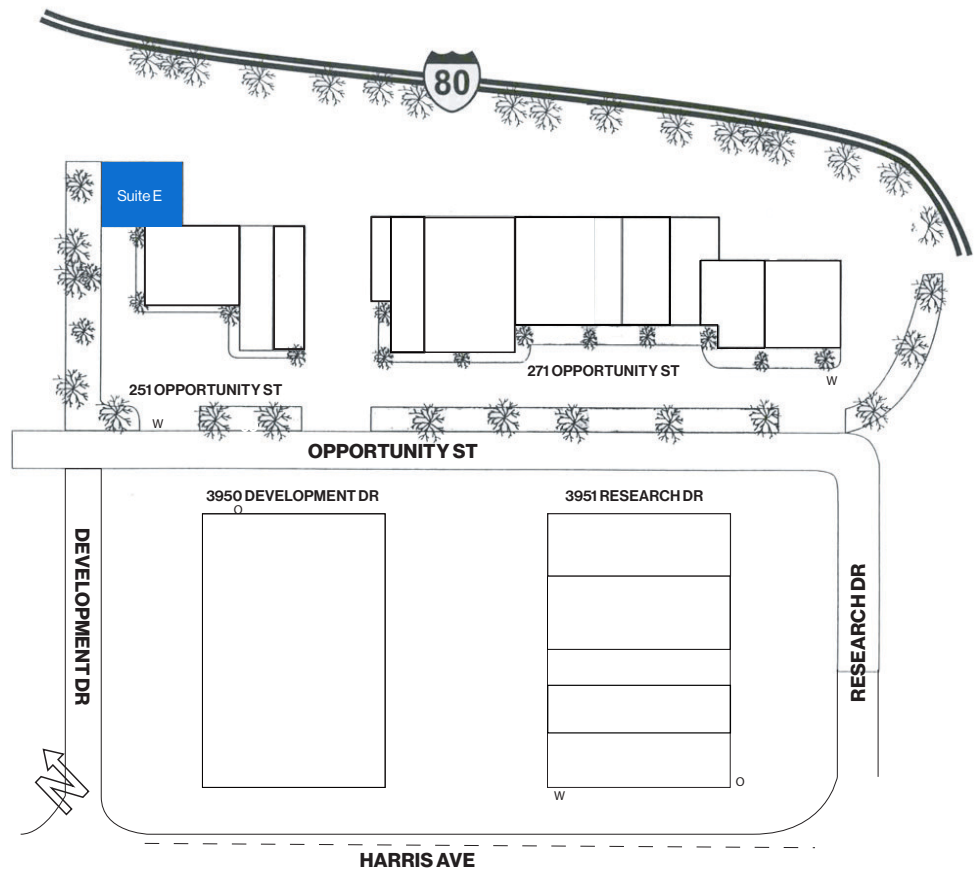 80
Suite E
271 OPPORTUNITY ST
W
251 OPPORTUNITY ST
W
OPPORTUNITY ST
3950 DEVELOPMENT DR
3951 RESEARCH DR
O
DEVELOPMENT DR
RESEARCH DR
N
O
W
HARRIS AVE